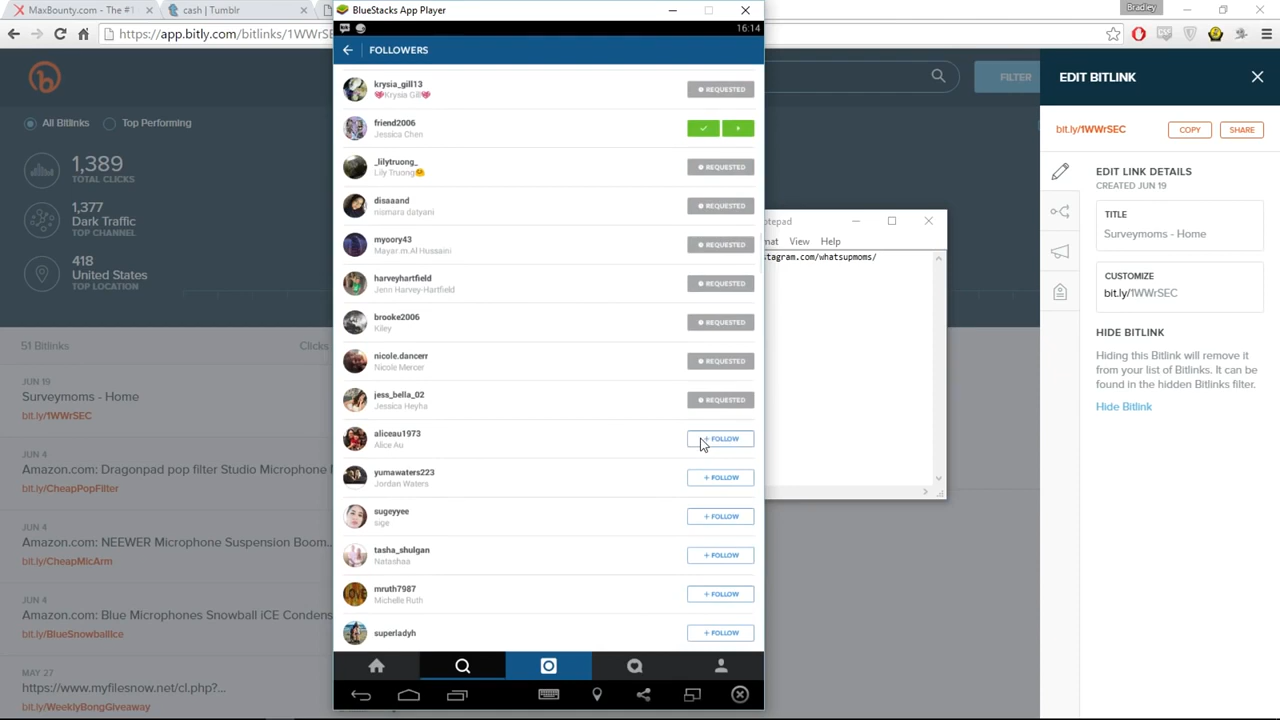 MaxBounty.com - The #1
cash | Tumblr
BlueStacks App Player
Bradley
https://app.bitly.com/bitlinks/1WWrSE
16:14
FOLLOWERS
All Bitlinks
Top Performing
1,389
TOTAL CLICKS
1,377
Dark Traffic
TOP CHANNEL
418
United States
TOP LOCATION
51 Bitlinks
Clicks
JUN 19
Surveymoms - Home
bit.ly/1WWrSEC
Amazon.com: Dragonpad pop filter Studio Microphone
bit.ly/CheapPopFilter
Amazon.com: NEEWER Microphone Suspension Boom...
bit.ly/CheapMicArm
JUN 4
Amazon.com: Blue Microphones Snowball iCE Condens
bit.ly/BlueSnowballIce
MAY 27
https://www.myfilesnow.com/cl.php?...
bit.ly/WeeklyBongGiveaway
krysia_gill13
Krysia Gill
REQUESTED
friend2006
Jessica Chen
_lilytruong_
Lily Truong
REQUESTED
disaaand
nismara datyani
REQUESTED
myoory43
Mayar.m.Al Hussaini
REQUESTED
harveyhartfield
Jenn Harvey-Hartfield
REQUESTED
brooke2006
Kiley
REQUESTED
nicole.dancerr
Nicole Mercer
REQUESTED
jess_bella_02
Jessica Heyha
REQUESTED
aliceau1973
Alice Au
+ FOLLOW
yumawaters223
Jordan Waters
+ FOLLOW
sugeyyee
sige
+ FOLLOW
tasha_shulgan
Natashaa
+ FOLLOW
mruth7987
Michelle Ruth
+ FOLLOW
superladyh
+ FOLLOW
FILTER
otepad
mat View Help
stagram.com/whatsupmoms/
EDIT BITLINK
bit.ly/1WWrSEC
COPY
SHARE
EDIT LINK DETAILS
CREATED JUN 19
TITLE
Surveymoms - Home
CUSTOMIZE
bit.ly/1WWrSEC
HIDE BITLINK
Hiding this Bitlink will remove it
from your list of Bitlinks. It can be
found in the hidden Bitlinks filter.
Hide Bitlink